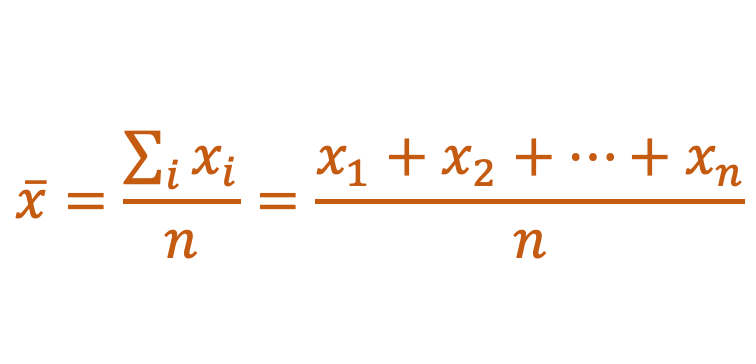 x̄ = ∑ᵢ xᵢ / n = x₁ + x₂ + ⋯ + xₙ / n